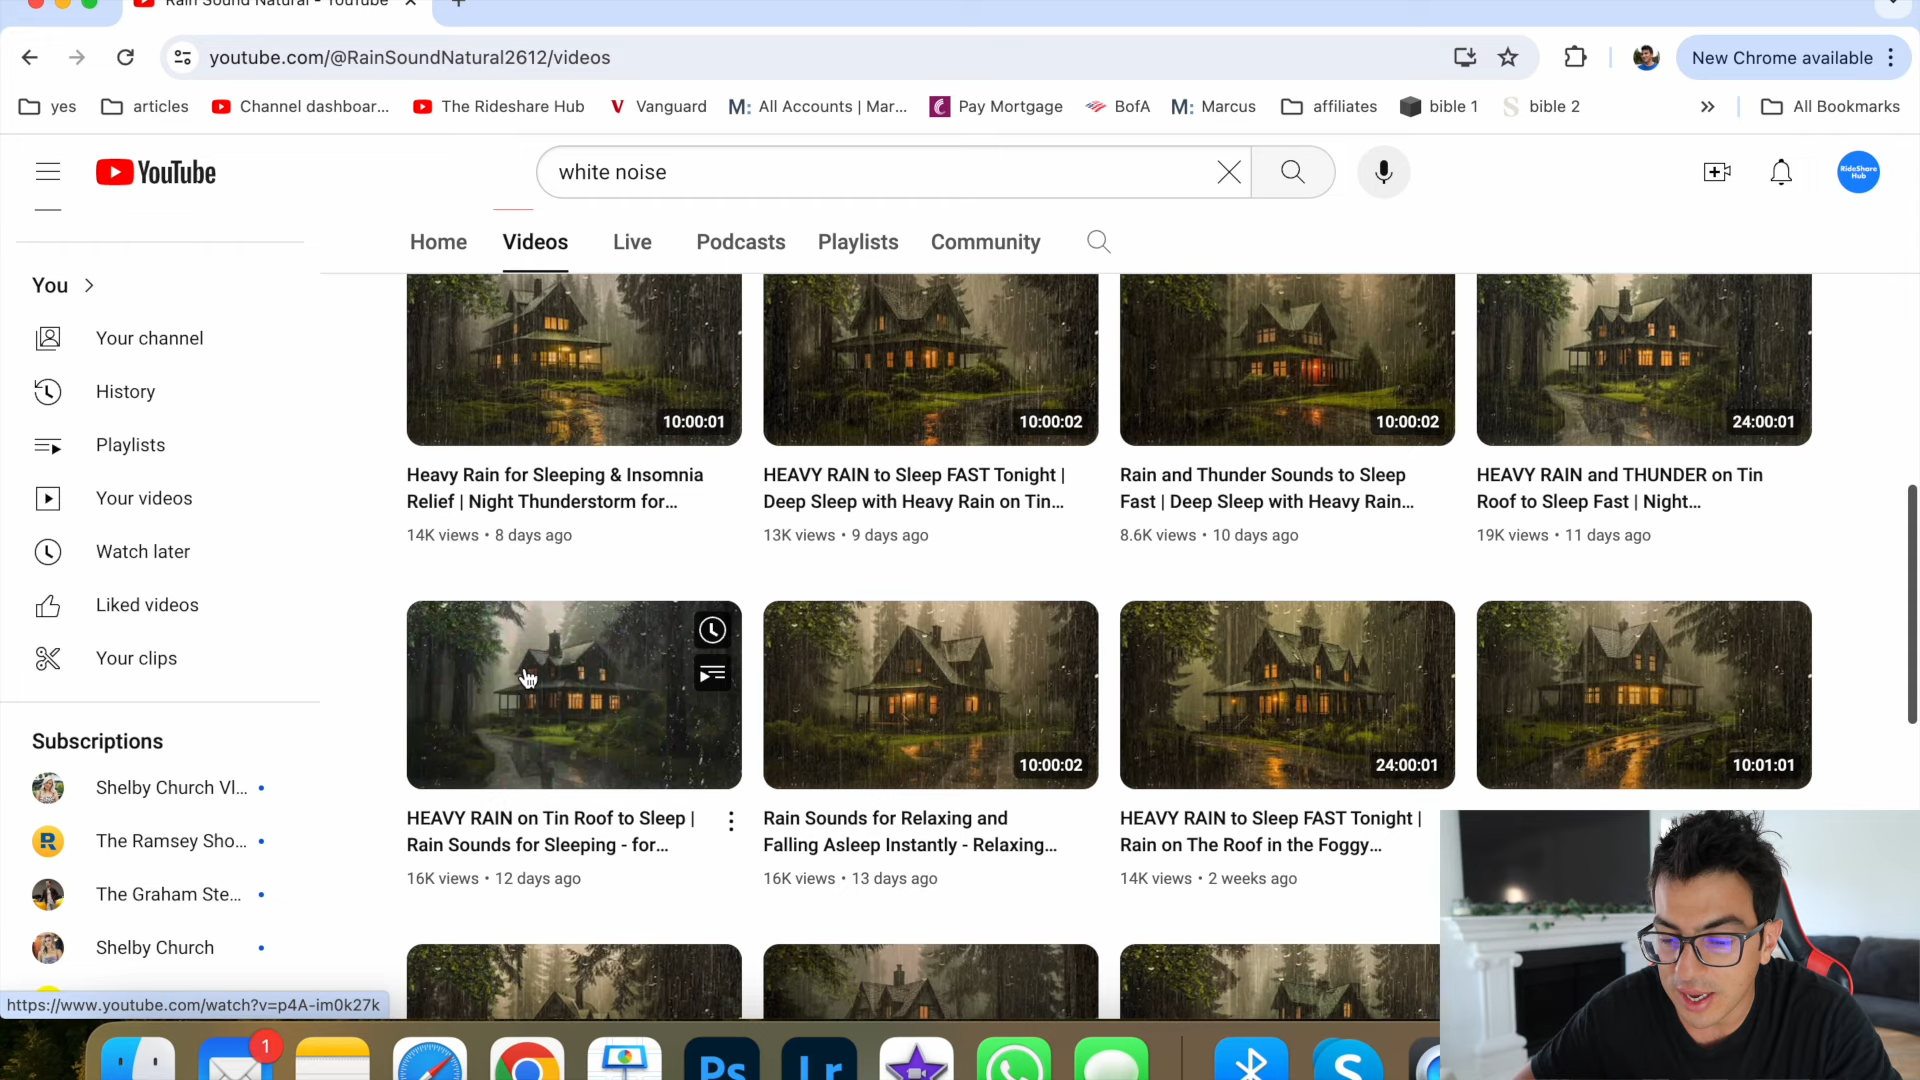 Rain Sound Natural - YouTube
youtube.com/@RainSoundNatural2612/videos
New Chrome available
yes
articles
Channel dashboar...
The Rideshare Hub
Vanguard
M: All Accounts | Mar...
Pay Mortgage
BofA
M: Marcus
affiliates
bible 1
bible 2
All Bookmarks
YouTube
white noise
RideShare
Hub
Home
Videos
Live
Podcasts
Playlists
Community
You
Your channel
History
Playlists
Your videos
Watch later
Liked videos
Your clips
Subscriptions
Shelby Church Vl...
The Ramsey Sho...
The Graham Ste...
Shelby Church
10:00:01
10:00:02
10:00:02
24:00:01
Heavy Rain for Sleeping & Insomnia
Relief | Night Thunderstorm for...
14K views • 8 days ago
HEAVY RAIN to Sleep FAST Tonight |
Deep Sleep with Heavy Rain on Tin...
13K views • 9 days ago
Rain and Thunder Sounds to Sleep
Fast | Deep Sleep with Heavy Rain...
8.6K views • 10 days ago
HEAVY RAIN and THUNDER on Tin
Roof to Sleep Fast | Night...
19K views • 11 days ago
10:00:02
24:00:01
10:01:01
HEAVY RAIN on Tin Roof to Sleep |
Rain Sounds for Sleeping - for...
16K views • 12 days ago
Rain Sounds for Relaxing and
Falling Asleep Instantly - Relaxing...
16K views • 13 days ago
HEAVY RAIN to Sleep FAST Tonight |
Rain on The Roof in the Foggy...
14K views • 2 weeks ago
https://www.youtube.com/watch?v=p4A-im0k27k
1
Ps
Lr